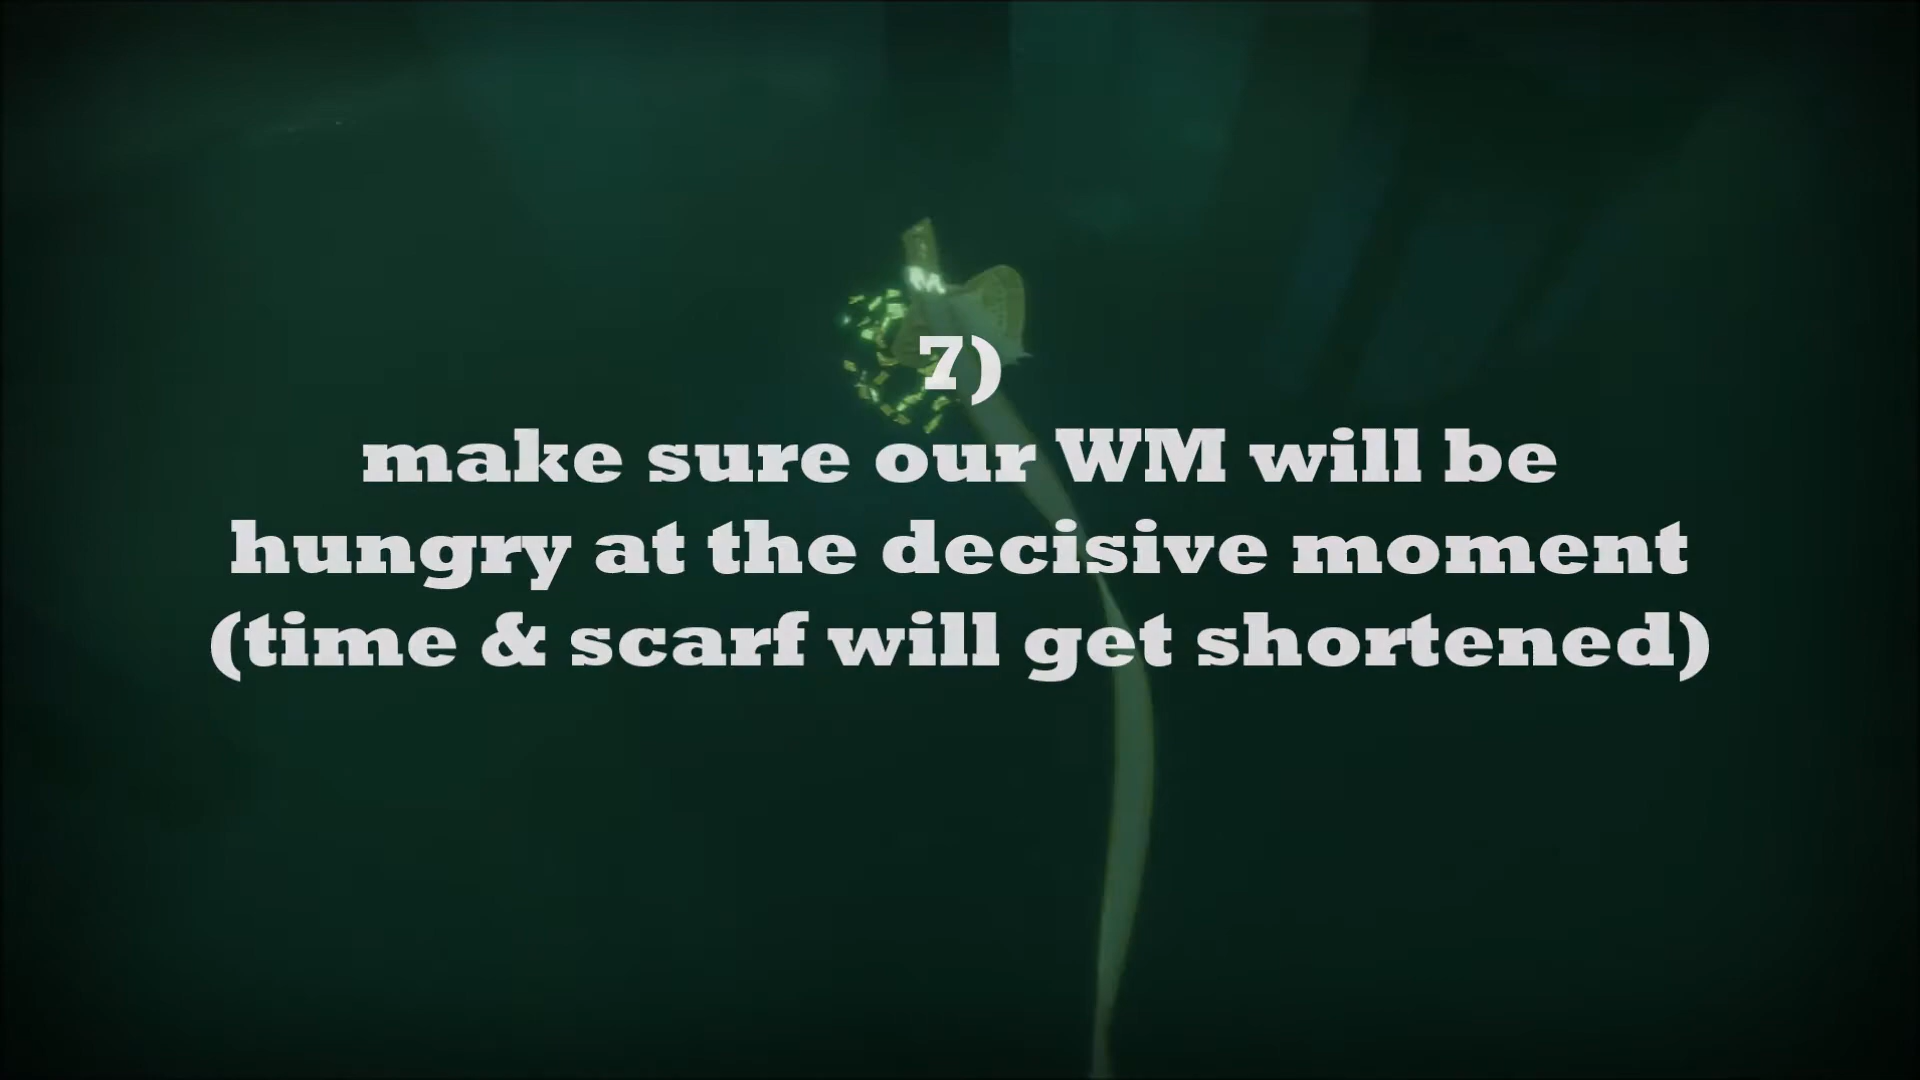 7)
make sure our WM will be
hungry at the decisive moment
(time & scarf will get shortened)